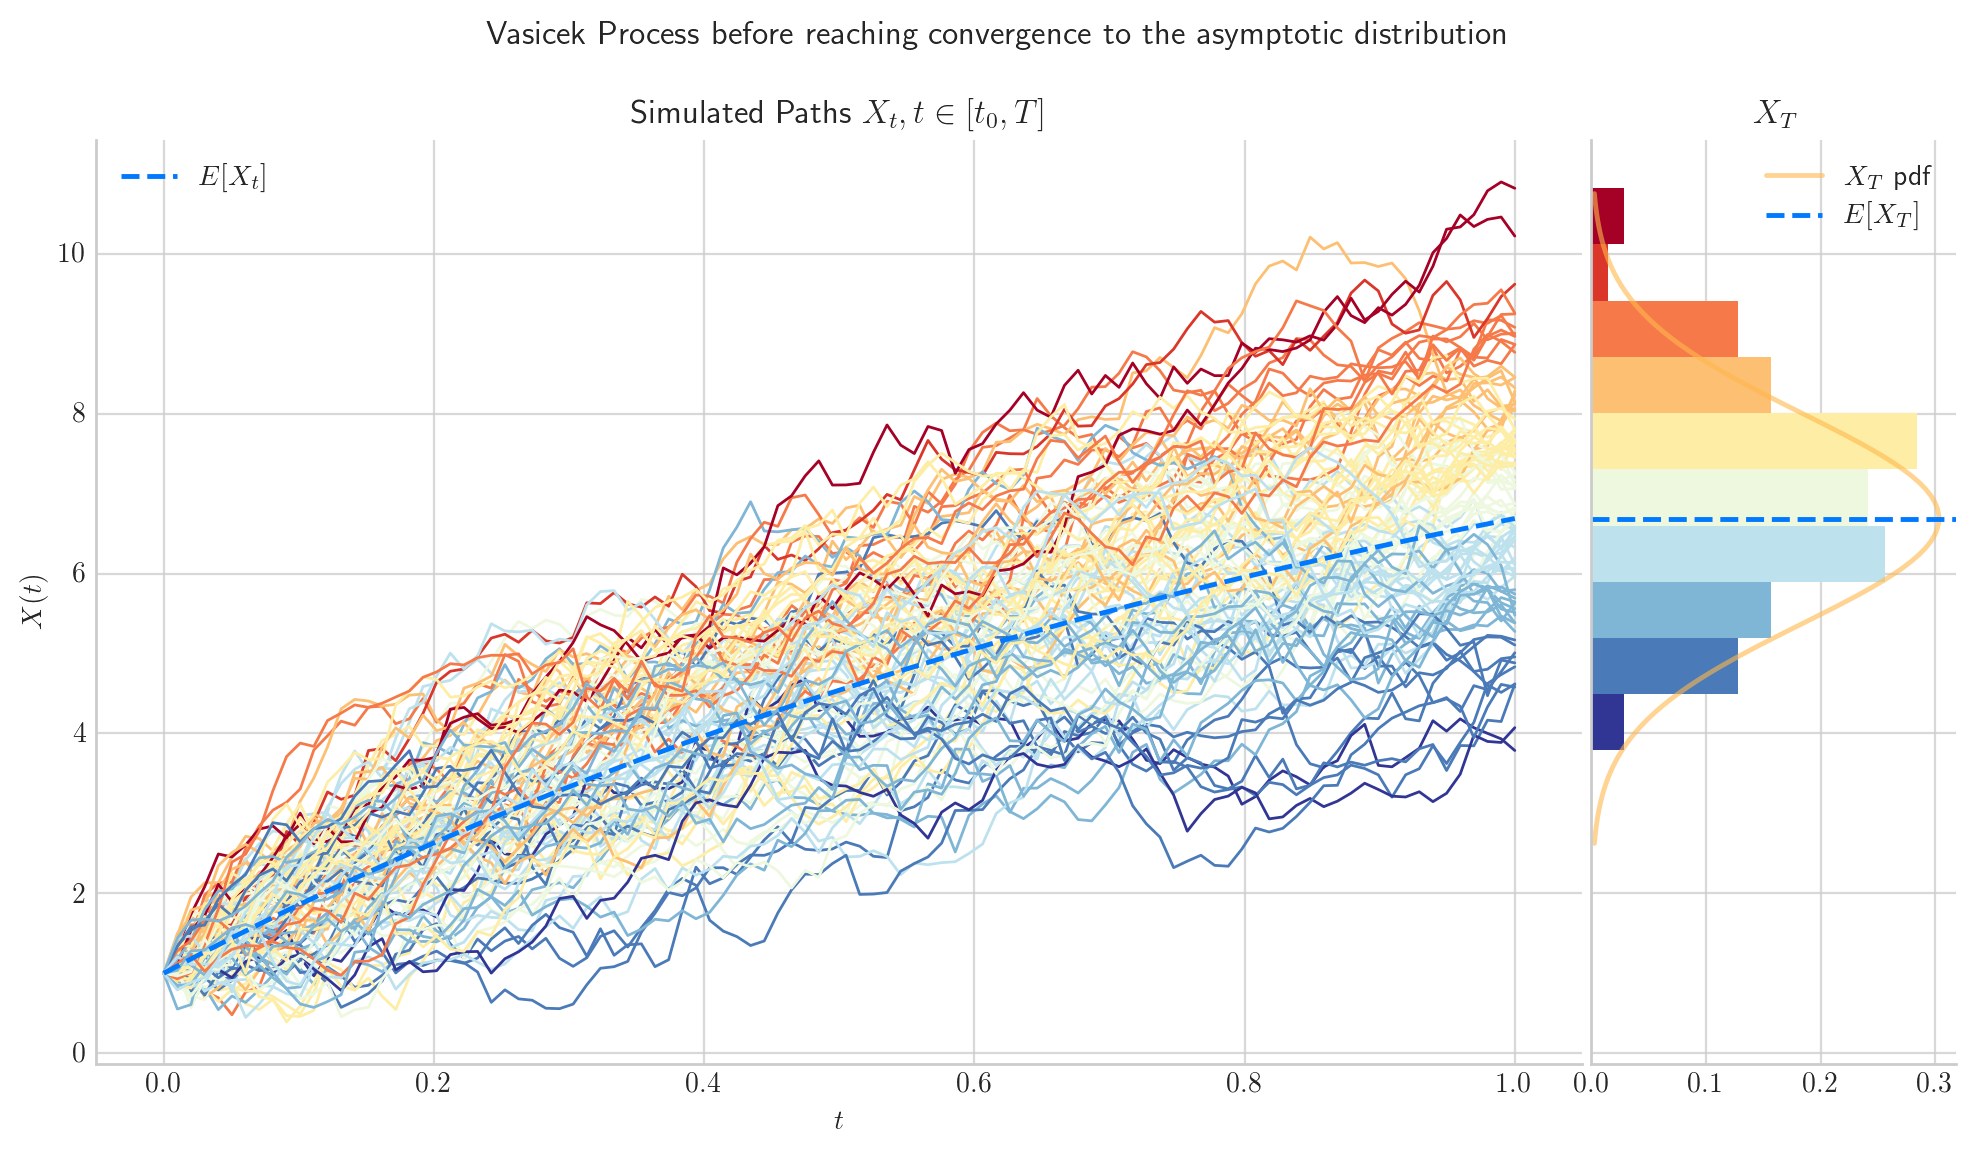 Vasicek Process before reaching convergence to the asymptotic distribution
Simulated Paths $X_t, t \in [t_0, T]$
$X_T$
$E[X_t]$
$X_T$ pdf
$E[X_T]$
10
8
6
4
2
0
$X(t)$
0.0 0.2 0.4 0.6 0.8 1.0
0.0 0.1 0.2 0.3
$t$